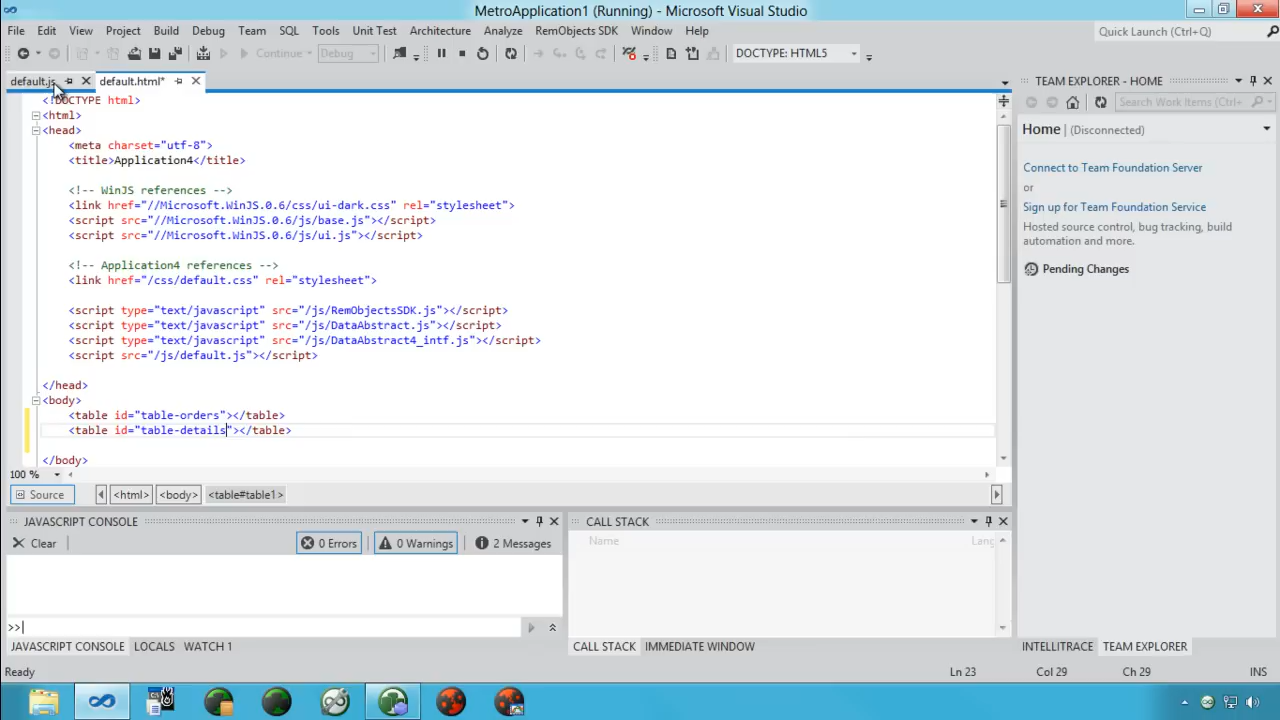 MetroApplication1 (Running) - Microsoft Visual Studio
File Edit View Project Build Debug Team SQL Tools Unit Test Architecture Analyze RemObjects SDK Window Help
Quick Launch (Ctrl+Q)
Continue Debug DOCTYPE: HTML5
default.js default.html*
<!DOCTYPE html>
<html>
<head>
<meta charset="utf-8">
<title>Application4</title>
<!-- WinJS references -->
<link href="//Microsoft.WinJS.0.6/css/ui-dark.css" rel="stylesheet">
<script src="//Microsoft.WinJS.0.6/js/base.js"></script>
<script src="//Microsoft.WinJS.0.6/js/ui.js"></script>
<!-- Application4 references -->
<link href="/css/default.css" rel="stylesheet">
<script type="text/javascript" src="/js/RemObjectsSDK.js"></script>
<script type="text/javascript" src="/js/DataAbstract.js"></script>
<script type="text/javascript" src="/js/DataAbstract4_intf.js"></script>
<script src="/js/default.js"></script>
</head>
<body>
<table id="table-orders"></table>
<table id="table-details"></table>
</body>
100 %
Source <html> <body> <table#table1>
TEAM EXPLORER - HOME
Search Work Items (Ctrl+
Home (Disconnected)
Connect to Team Foundation Server
or
Sign up for Team Foundation Service
Hosted source control, bug tracking, build
automation and more.
Pending Changes
JAVASCRIPT CONSOLE
Clear 0 Errors 0 Warnings 2 Messages
>>
JAVASCRIPT CONSOLE LOCALS WATCH 1
CALL STACK
Name Lang
CALL STACK IMMEDIATE WINDOW
INTELLITRACE TEAM EXPLORER
Ready Ln 23 Col 29 Ch 29 INS